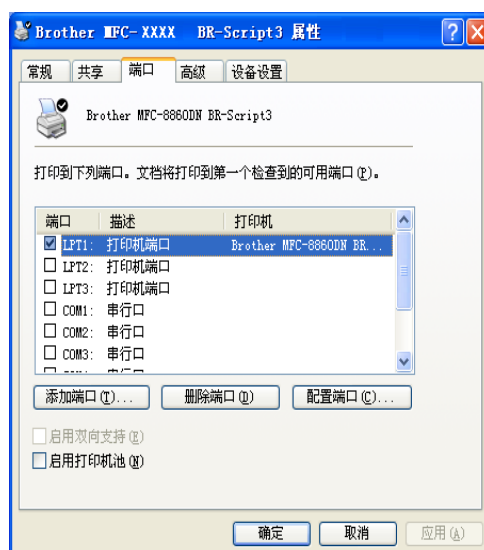 Brother MFC-XXXX BR-Script3 属性
常规 共享 端口 高级 设备设置
Brother MFC-8860DN BR-Script3
打印到下列端口。文档将打印到第一个检查到的可用端口(P)。
端口 描述 打印机
LPT1: 打印机端口 Brother MFC-8860DN BR...
LPT2: 打印机端口
LPT3: 打印机端口
COM1: 串行口
COM2: 串行口
COM3: 串行口
添加端口(T)... 删除端口(D) 配置端口(C)...
启用双向支持(E)
启用打印机池(N)
确定 取消 应用(A)